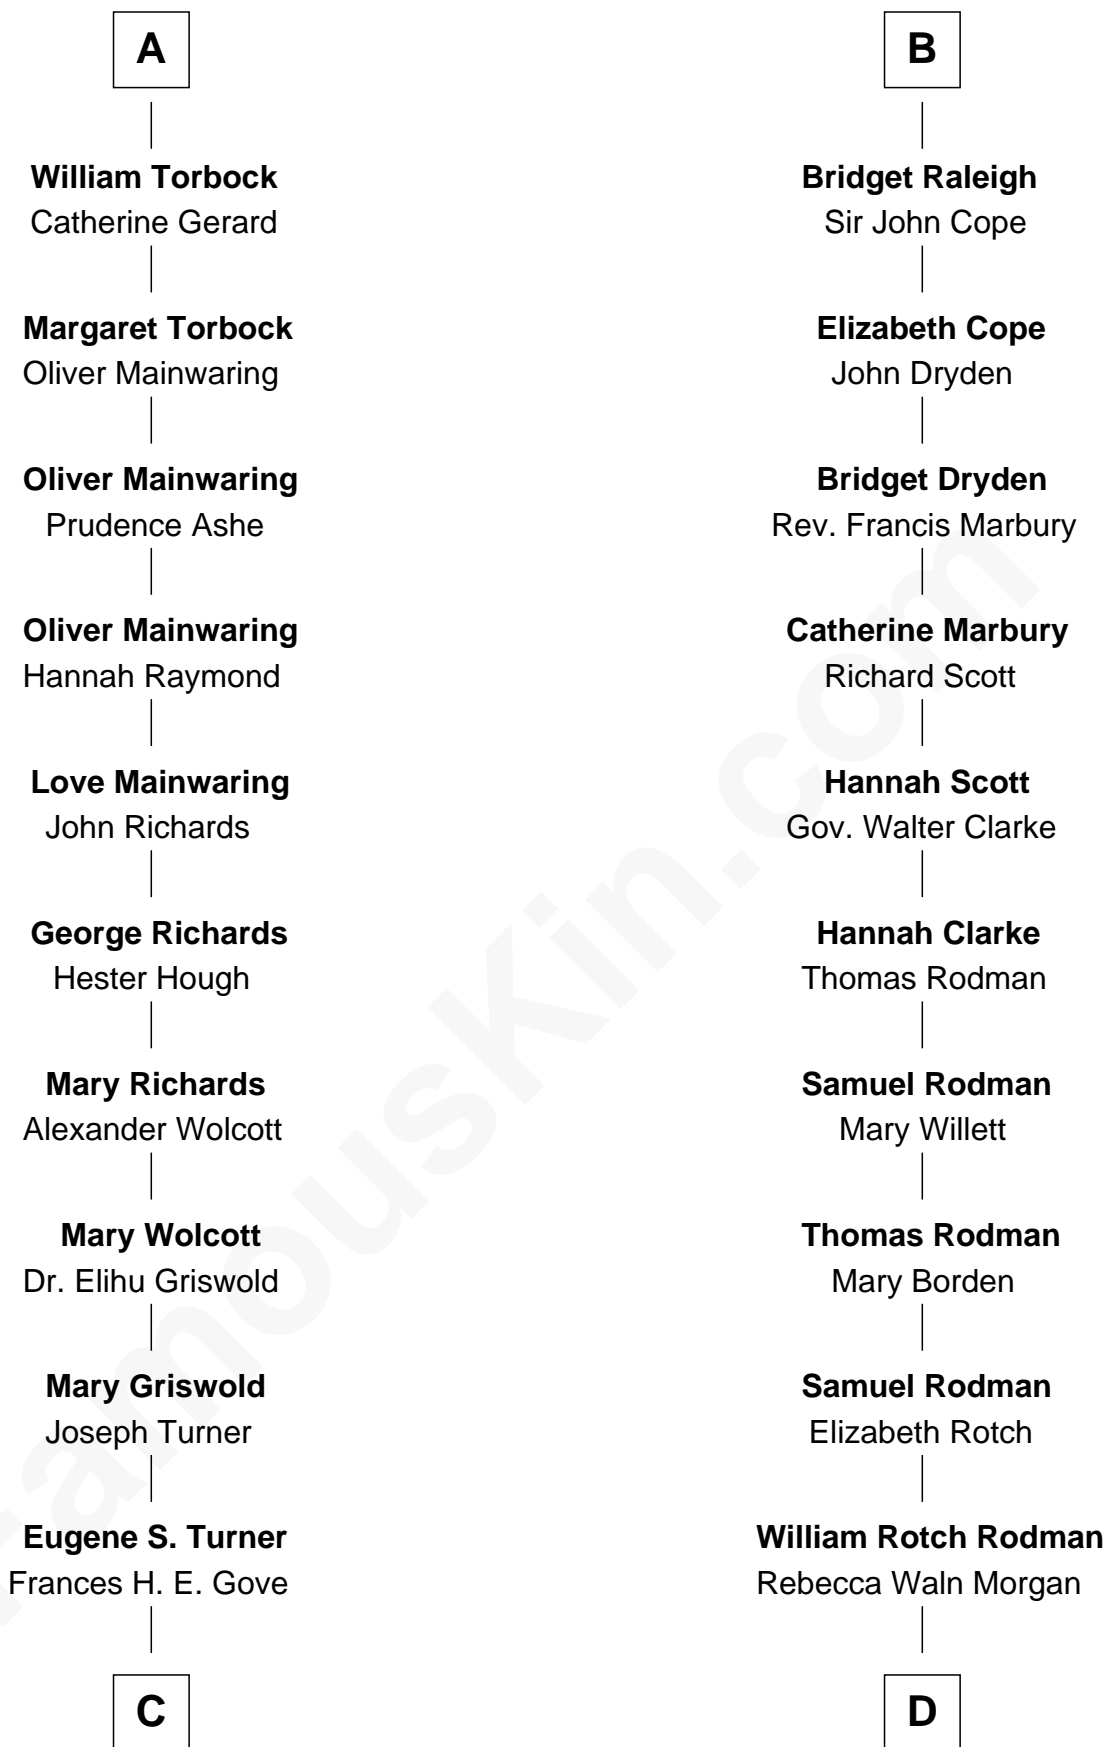 A
William Torbock
Catherine Gerard
Margaret Torbock
Oliver Mainwaring
Oliver Mainwaring
Prudence Ashe
Oliver Mainwaring
Hannah Raymond
Love Mainwaring
John Richards
George Richards
Hester Hough
Mary Richards
Alexander Wolcott
Mary Wolcott
Dr. Elihu Griswold
Mary Griswold
Joseph Turner
Eugene S. Turner
Frances H. E. Gove
C
B
Bridget Raleigh
Sir John Cope
Elizabeth Cope
John Dryden
Bridget Dryden
Rev. Francis Marbury
Catherine Marbury
Richard Scott
Hannah Scott
Gov. Walter Clarke
Hannah Clarke
Thomas Rodman
Samuel Rodman
Mary Willett
Thomas Rodman
Mary Borden
Samuel Rodman
Elizabeth Rotch
William Rotch Rodman
Rebecca Waln Morgan
D
FamousKin.com